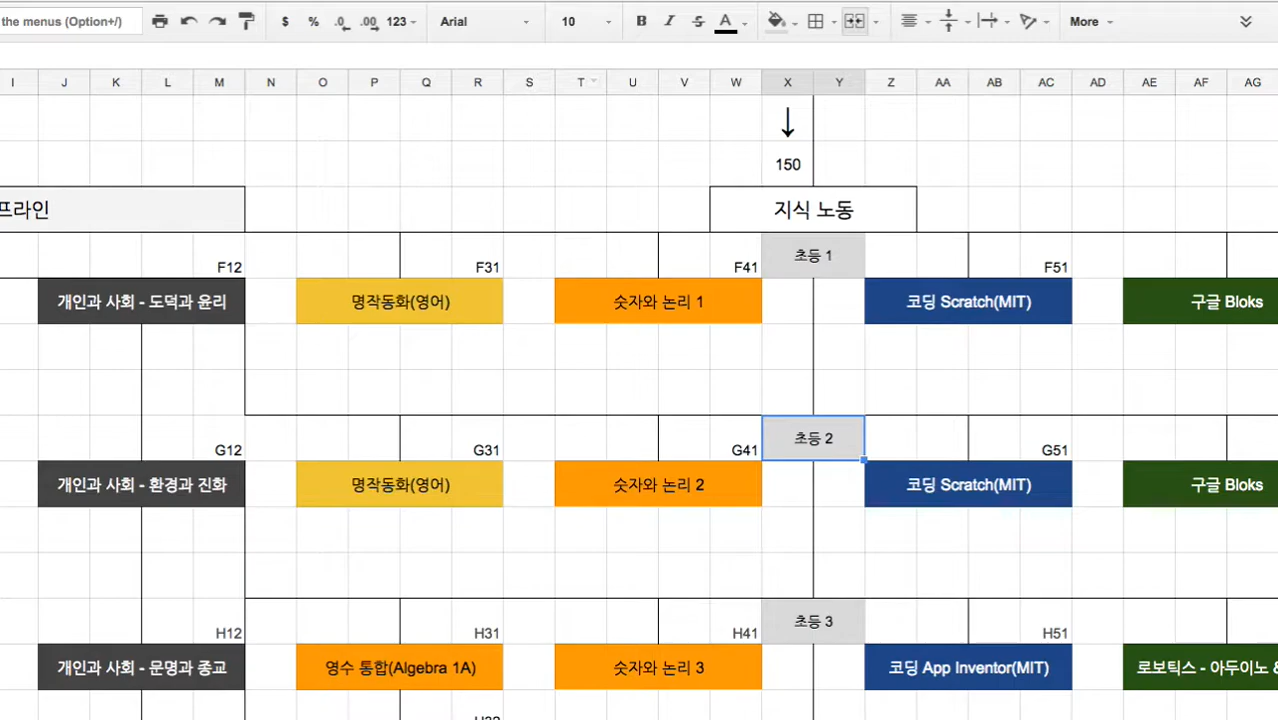 the menus (Option+/)
$ % .0 .00 123 Arial 10 B I S A More
I J K L M N O P Q R S T U V W X Y Z AA AB AC AD AE AF AG
↓
150
프라인 지식 노동
F12 F31 F41 초등 1 F51
개인과 사회 - 도덕과 윤리 명작동화(영어) 숫자와 논리 1 코딩 Scratch(MIT) 구글 Bloks
G12 G31 G41 초등 2 G51
개인과 사회 - 환경과 진화 명작동화(영어) 숫자와 논리 2 코딩 Scratch(MIT) 구글 Bloks
H12 H31 H41 초등 3 H51
개인과 사회 - 문명과 종교 영수 통합(Algebra 1A) 숫자와 논리 3 코딩 App Inventor(MIT) 로보틱스 - 아두이노 &